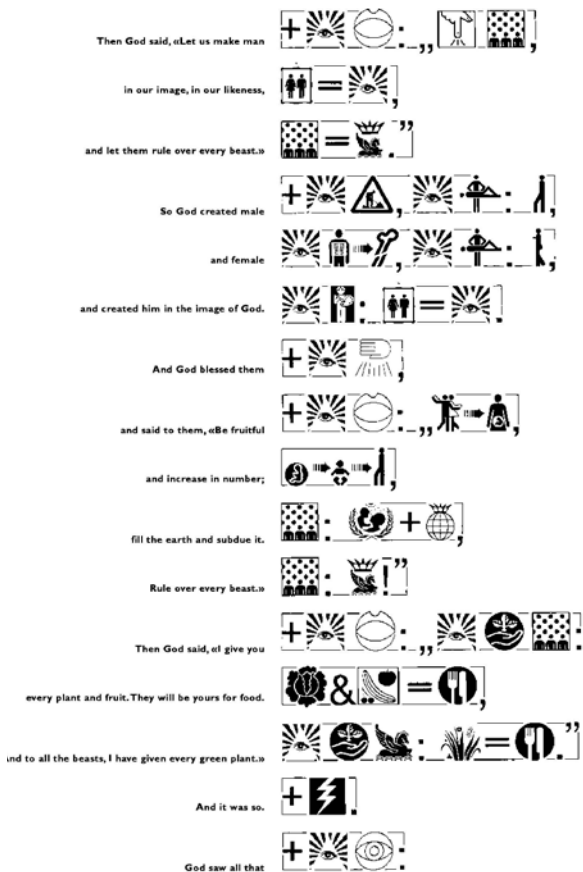 Then God said, «Let us make man
in our image, in our likeness,
and let them rule over every beast.»
So God created male
and female
and created him in the image of God.
And God blessed them
and said to them, «Be fruitful
and increase in number;
fill the earth and subdue it.
Rule over every beast.»
Then God said, «I give you
every plant and fruit. They will be yours for food.
and to all the beasts, I have given every green plant.»
And it was so.
God saw all that